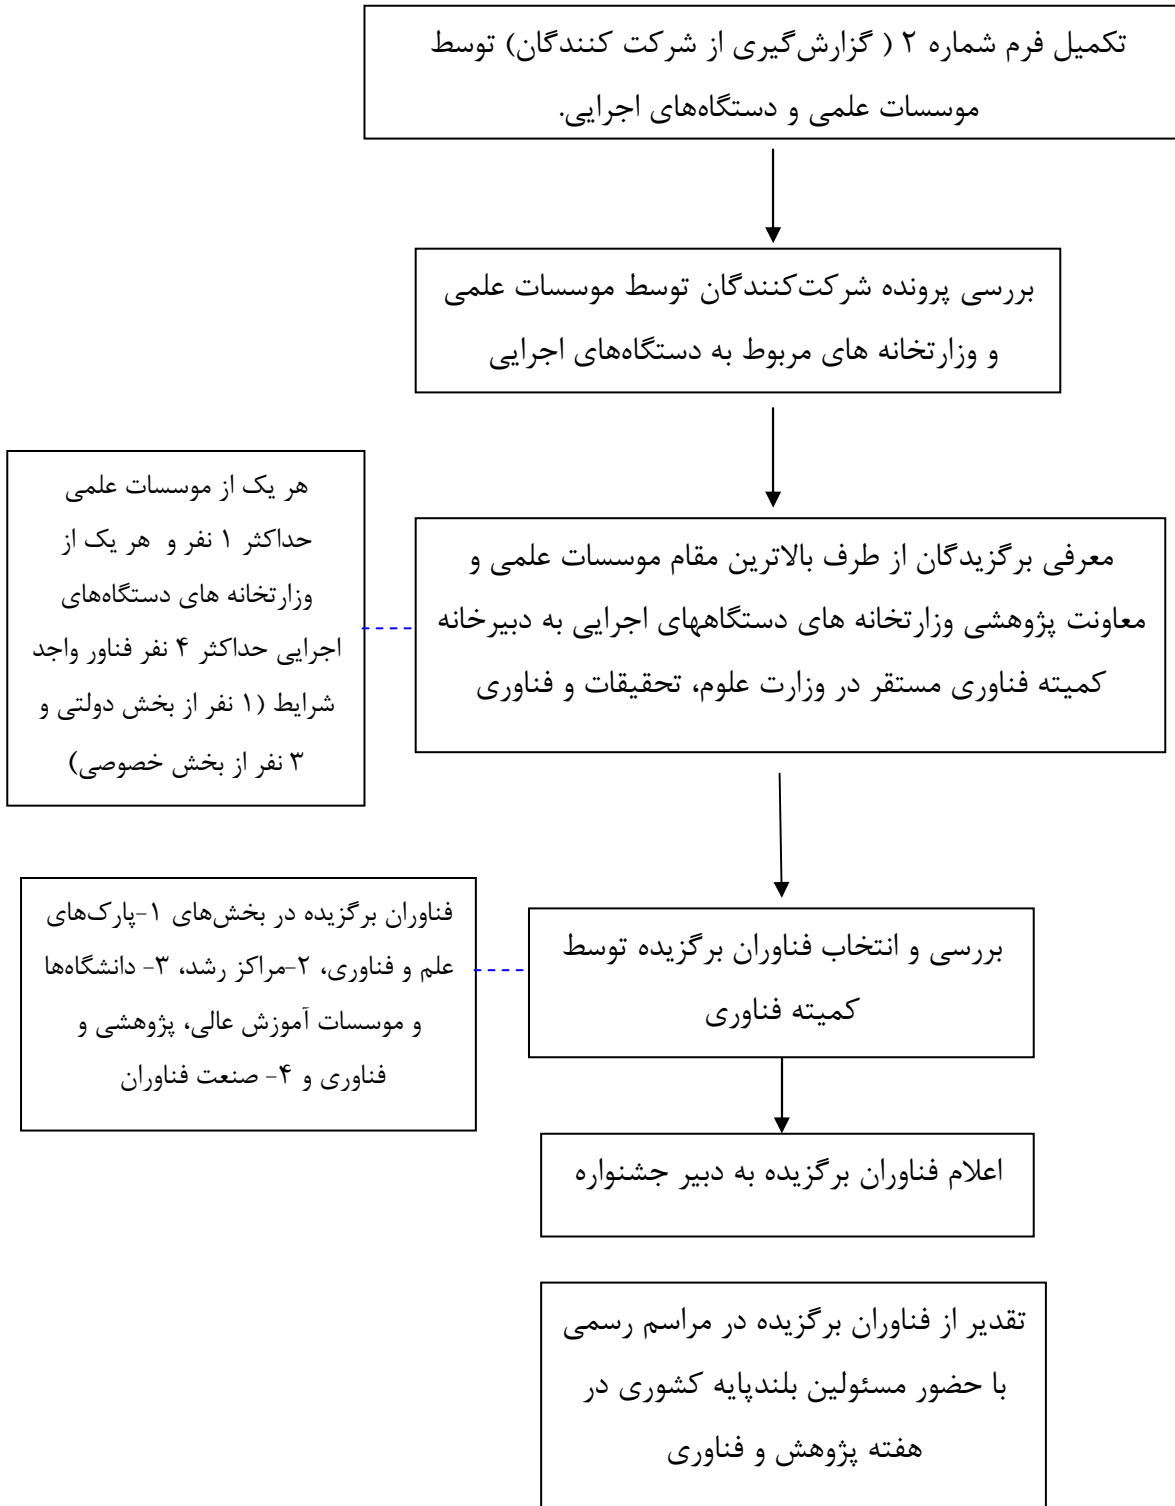 تکمیل فرم شماره ۲ ( گزارش‌گیری از شرکت کنندگان) توسط
موسسات علمی و دستگاه‌های اجرایی.
بررسی پرونده شرکت‌کنندگان توسط موسسات علمی
و وزارتخانه های مربوط به دستگاه‌های اجرایی
معرفی برگزیدگان از طرف بالاترین مقام موسسات علمی و
معاونت پژوهشی وزارتخانه های دستگاههای اجرایی به دبیرخانه
کمیته فناوری مستقر در وزارت علوم، تحقیقات و فناوری
هر یک از موسسات علمی
حداکثر ۱ نفر و هر یک از
وزارتخانه های دستگاه‌های
اجرایی حداکثر ۴ نفر فناور واجد
شرایط (۱ نفر از بخش دولتی و
۳ نفر از بخش خصوصی)
بررسی و انتخاب فناوران برگزیده توسط
کمیته فناوری
فناوران برگزیده در بخش‌های ۱-پارک‌های
علم و فناوری، ۲-مراکز رشد، ۳- دانشگاه‌ها
و موسسات آموزش عالی، پژوهشی و
فناوری و ۴- صنعت فناوران
اعلام فناوران برگزیده به دبیر جشنواره
تقدیر از فناوران برگزیده در مراسم رسمی
با حضور مسئولین بلندپایه کشوری در
هفته پژوهش و فناوری